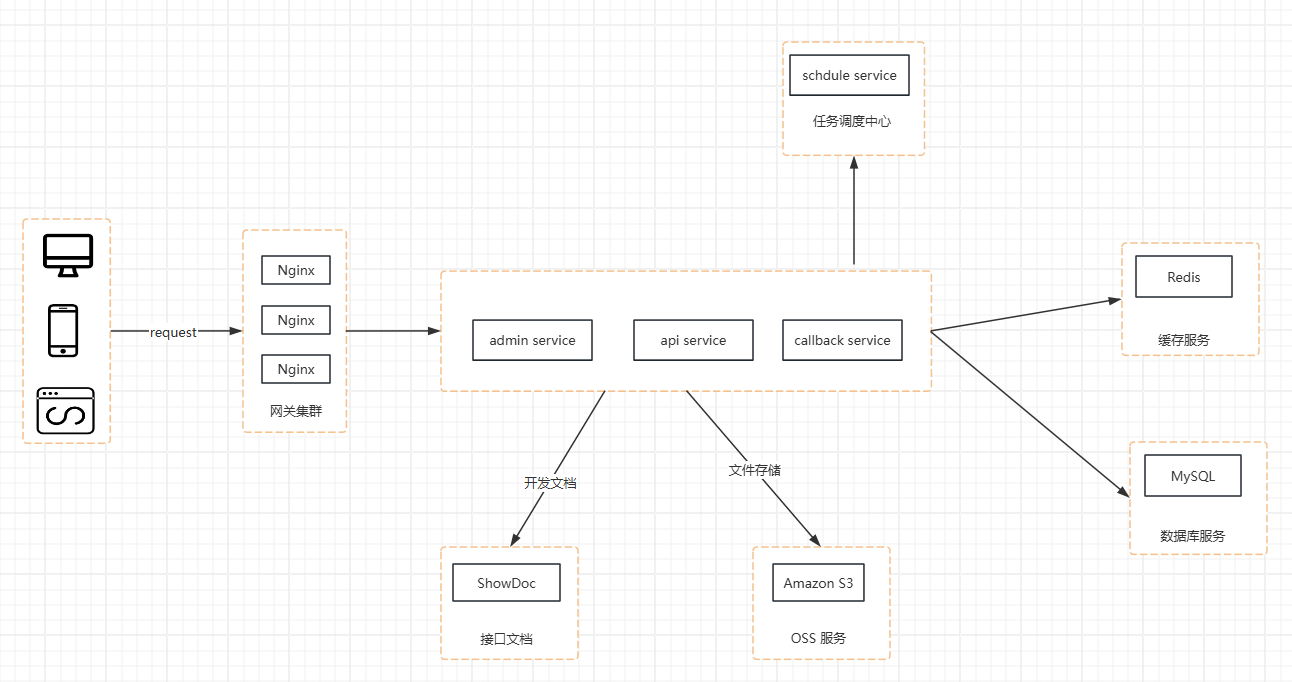 schdule service
任务调度中心
request
Nginx
Nginx
Nginx
网关集群
admin service
api service
callback service
Redis
缓存服务
MySQL
数据库服务
开发文档
文件存储
ShowDoc
接口文档
Amazon S3
OSS 服务